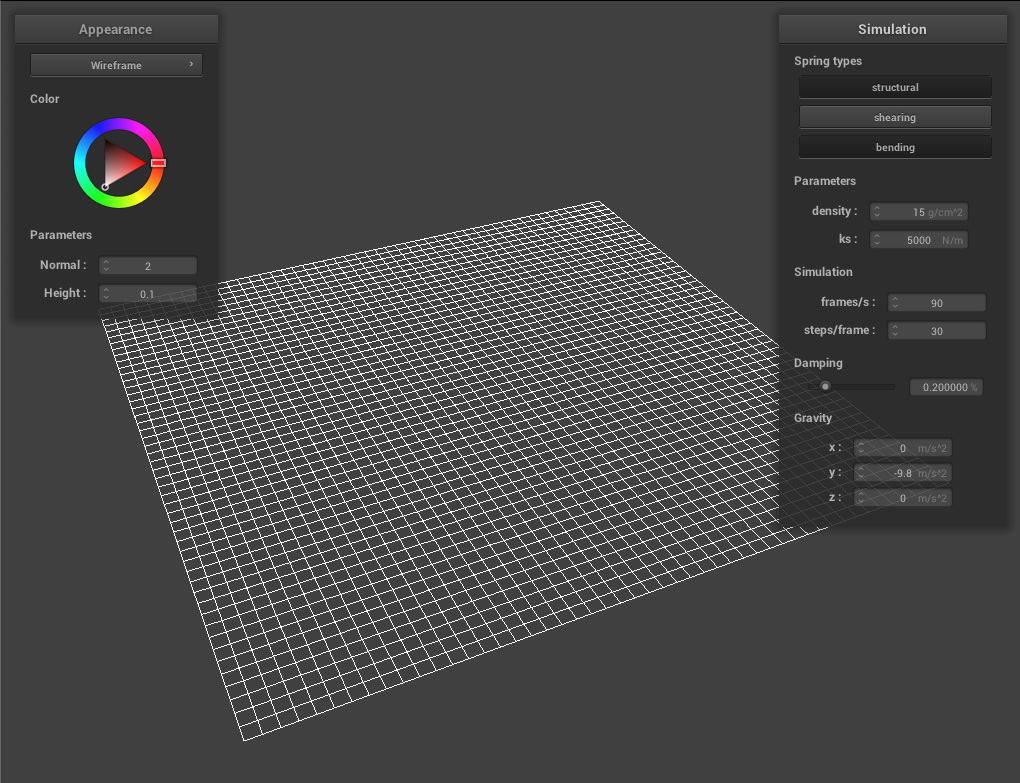 Appearance
Wireframe ›
Color
Parameters
Normal : 2
Height : 0.1
Simulation
Spring types
structural
shearing
bending
Parameters
density : 15 g/cm^2
ks : 5000 N/m
Simulation
frames/s : 90
steps/frame : 30
Damping
0.200000 %
Gravity
x : 0 m/s^2
y : -9.8 m/s^2
z : 0 m/s^2